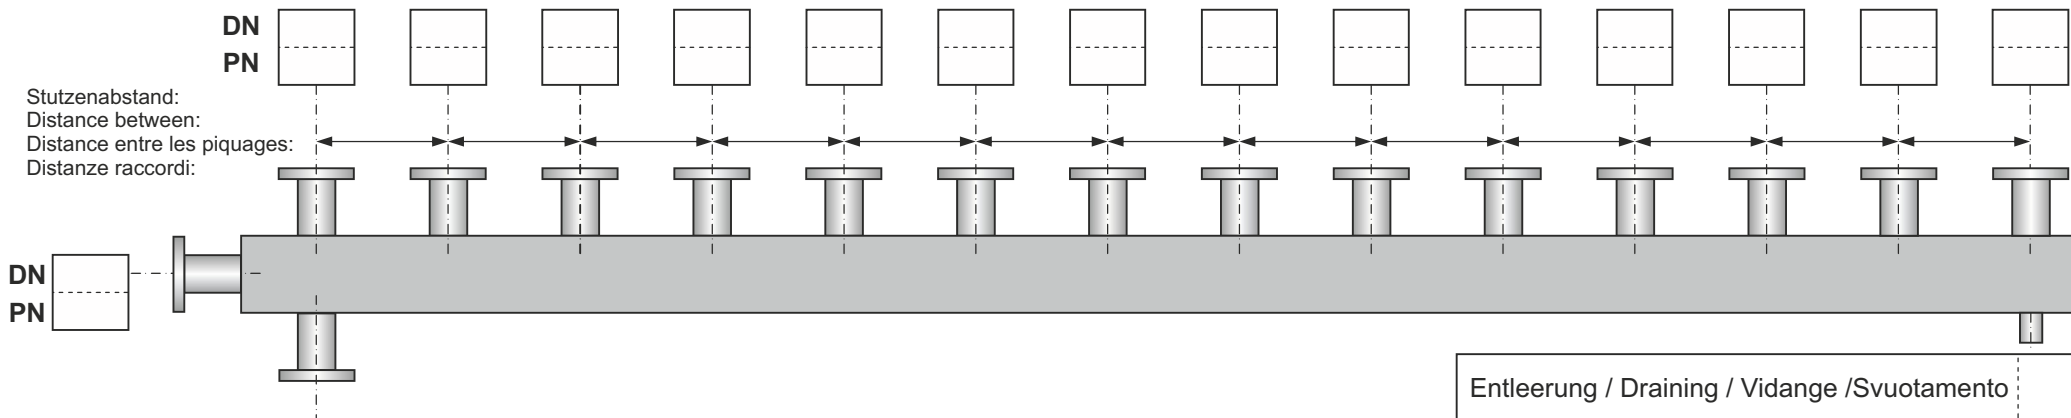 DN
PN
Stutzenabstand:
Distance between:
Distance entre les piquages:
Distanze raccordi:
DN
PN
Entleerung / Draining / Vidange /Svuotamento